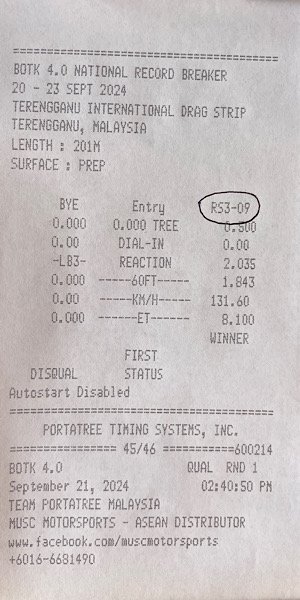 =================================
BOTK 4.0 NATIONAL RECORD BREAKER
20 - 23 SEPT 2024
TERENGGANU INTERNATIONAL DRAG STRIP
TERENGGANU, MALAYSIA
LENGTH : 201M
SURFACE : PREP
BYE Entry RS3-09
0.000 0.000 TREE 0.500
0.00 DIAL-IN 0.00
-LB3- REACTION 2.035
0.000 ------60FT----- 1.843
0.00 ------KM/H----- 131.60
0.000 ------ET------- 8.100
WINNER
FIRST
DISQUAL STATUS
Autostart Disabled
=================================
PORTATREE TIMING SYSTEMS, INC.
============== 45/46 ===========600214
BOTK 4.0 QUAL RND 1
September 21, 2024 02:40:50 PM
TEAM PORTATREE MALAYSIA
MUSC MOTORSPORTS - ASEAN DISTRIBUTOR
www.facebook.com/muscmotorsports
+6016-6681490